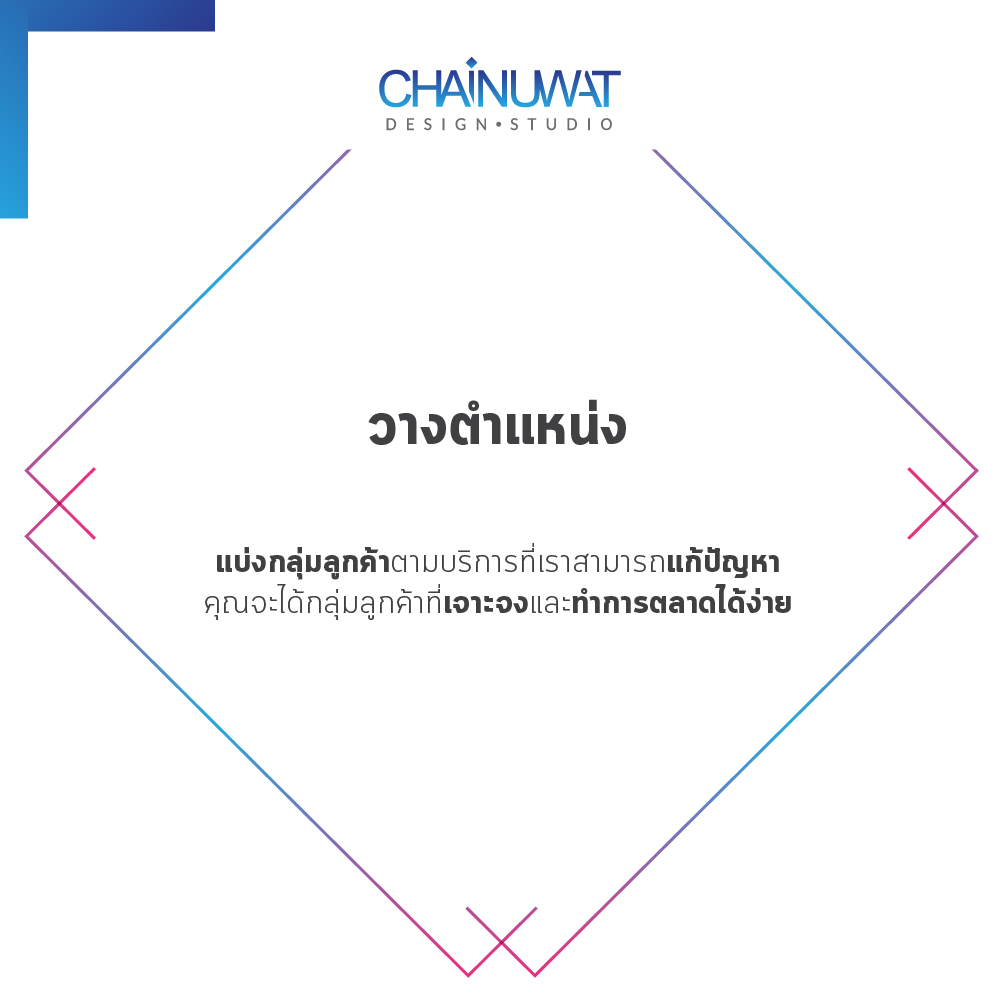 CHAINUWAT
DESIGN•STUDIO
วางตำแหน่ง
แบ่งกลุ่มลูกค้าตามบริการที่เราสามารถแก้ปัญหา
คุณจะได้กลุ่มลูกค้าที่เจาะจงและทำการตลาดได้ง่าย